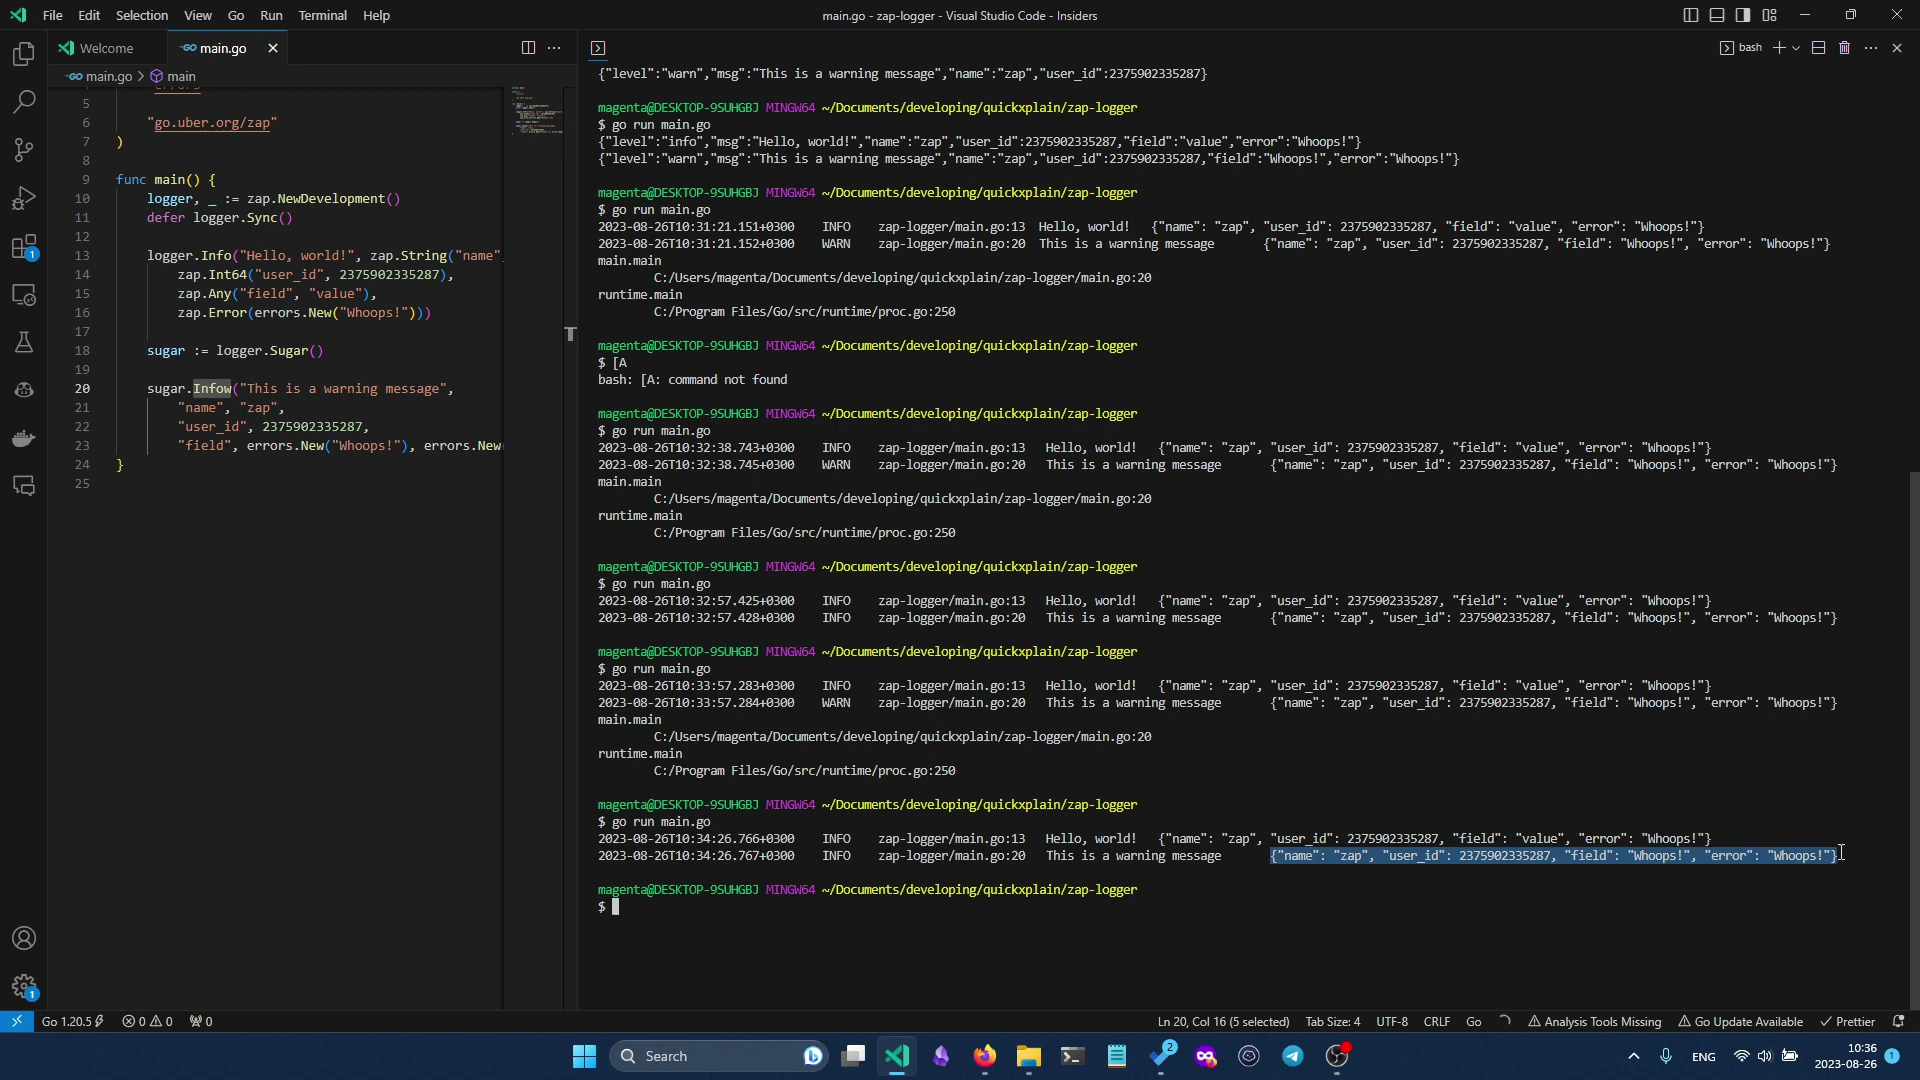 File Edit Selection View Go Run Terminal Help
main.go - zap-logger - Visual Studio Code - Insiders
Welcome
main.go
main.go > main
5
6 "go.uber.org/zap"
7 )
8
9 func main() {
10 logger, _ := zap.NewDevelopment()
11 defer logger.Sync()
12
13 logger.Info("Hello, world!", zap.String("name"
14 zap.Int64("user_id", 2375902335287),
15 zap.Any("field", "value"),
16 zap.Error(errors.New("Whoops!")))
17
18 sugar := logger.Sugar()
19
20 sugar.Infow("This is a warning message",
21 "name", "zap",
22 "user_id", 2375902335287,
23 "field", errors.New("Whoops!"), errors.New
24 }
25
bash
{"level":"warn","msg":"This is a warning message","name":"zap","user_id":2375902335287}
magenta@DESKTOP-9SUHGBJ MINGW64 ~/Documents/developing/quickxplain/zap-logger
$ go run main.go
{"level":"info","msg":"Hello, world!","name":"zap","user_id":2375902335287,"field":"value","error":"Whoops!"}
{"level":"warn","msg":"This is a warning message","name":"zap","user_id":2375902335287,"field":"Whoops!","error":"Whoops!"}
magenta@DESKTOP-9SUHGBJ MINGW64 ~/Documents/developing/quickxplain/zap-logger
$ go run main.go
2023-08-26T10:31:21.151+0300 INFO zap-logger/main.go:13 Hello, world! {"name": "zap", "user_id": 2375902335287, "field": "value", "error": "Whoops!"}
2023-08-26T10:31:21.152+0300 WARN zap-logger/main.go:20 This is a warning message {"name": "zap", "user_id": 2375902335287, "field": "Whoops!", "error": "Whoops!"}
main.main
C:/Users/magenta/Documents/developing/quickxplain/zap-logger/main.go:20
runtime.main
C:/Program Files/Go/src/runtime/proc.go:250
magenta@DESKTOP-9SUHGBJ MINGW64 ~/Documents/developing/quickxplain/zap-logger
$ [A
bash: [A: command not found
magenta@DESKTOP-9SUHGBJ MINGW64 ~/Documents/developing/quickxplain/zap-logger
$ go run main.go
2023-08-26T10:32:38.743+0300 INFO zap-logger/main.go:13 Hello, world! {"name": "zap", "user_id": 2375902335287, "field": "value", "error": "Whoops!"}
2023-08-26T10:32:38.745+0300 WARN zap-logger/main.go:20 This is a warning message {"name": "zap", "user_id": 2375902335287, "field": "Whoops!", "error": "Whoops!"}
main.main
C:/Users/magenta/Documents/developing/quickxplain/zap-logger/main.go:20
runtime.main
C:/Program Files/Go/src/runtime/proc.go:250
magenta@DESKTOP-9SUHGBJ MINGW64 ~/Documents/developing/quickxplain/zap-logger
$ go run main.go
2023-08-26T10:32:57.425+0300 INFO zap-logger/main.go:13 Hello, world! {"name": "zap", "user_id": 2375902335287, "field": "value", "error": "Whoops!"}
2023-08-26T10:32:57.428+0300 INFO zap-logger/main.go:20 This is a warning message {"name": "zap", "user_id": 2375902335287, "field": "Whoops!", "error": "Whoops!"}
magenta@DESKTOP-9SUHGBJ MINGW64 ~/Documents/developing/quickxplain/zap-logger
$ go run main.go
2023-08-26T10:33:57.283+0300 INFO zap-logger/main.go:13 Hello, world! {"name": "zap", "user_id": 2375902335287, "field": "value", "error": "Whoops!"}
2023-08-26T10:33:57.284+0300 WARN zap-logger/main.go:20 This is a warning message {"name": "zap", "user_id": 2375902335287, "field": "Whoops!", "error": "Whoops!"}
main.main
C:/Users/magenta/Documents/developing/quickxplain/zap-logger/main.go:20
runtime.main
C:/Program Files/Go/src/runtime/proc.go:250
magenta@DESKTOP-9SUHGBJ MINGW64 ~/Documents/developing/quickxplain/zap-logger
$ go run main.go
2023-08-26T10:34:26.766+0300 INFO zap-logger/main.go:13 Hello, world! {"name": "zap", "user_id": 2375902335287, "field": "value", "error": "Whoops!"}
2023-08-26T10:34:26.767+0300 INFO zap-logger/main.go:20 This is a warning message {"name": "zap", "user_id": 2375902335287, "field": "Whoops!", "error": "Whoops!"}
magenta@DESKTOP-9SUHGBJ MINGW64 ~/Documents/developing/quickxplain/zap-logger
$
1
1
Go 1.20.5 0 0 0
Ln 20, Col 16 (5 selected) Tab Size: 4 UTF-8 CRLF Go Analysis Tools Missing Go Update Available Prettier
Search
2
ENG
10:36
2023-08-26
1